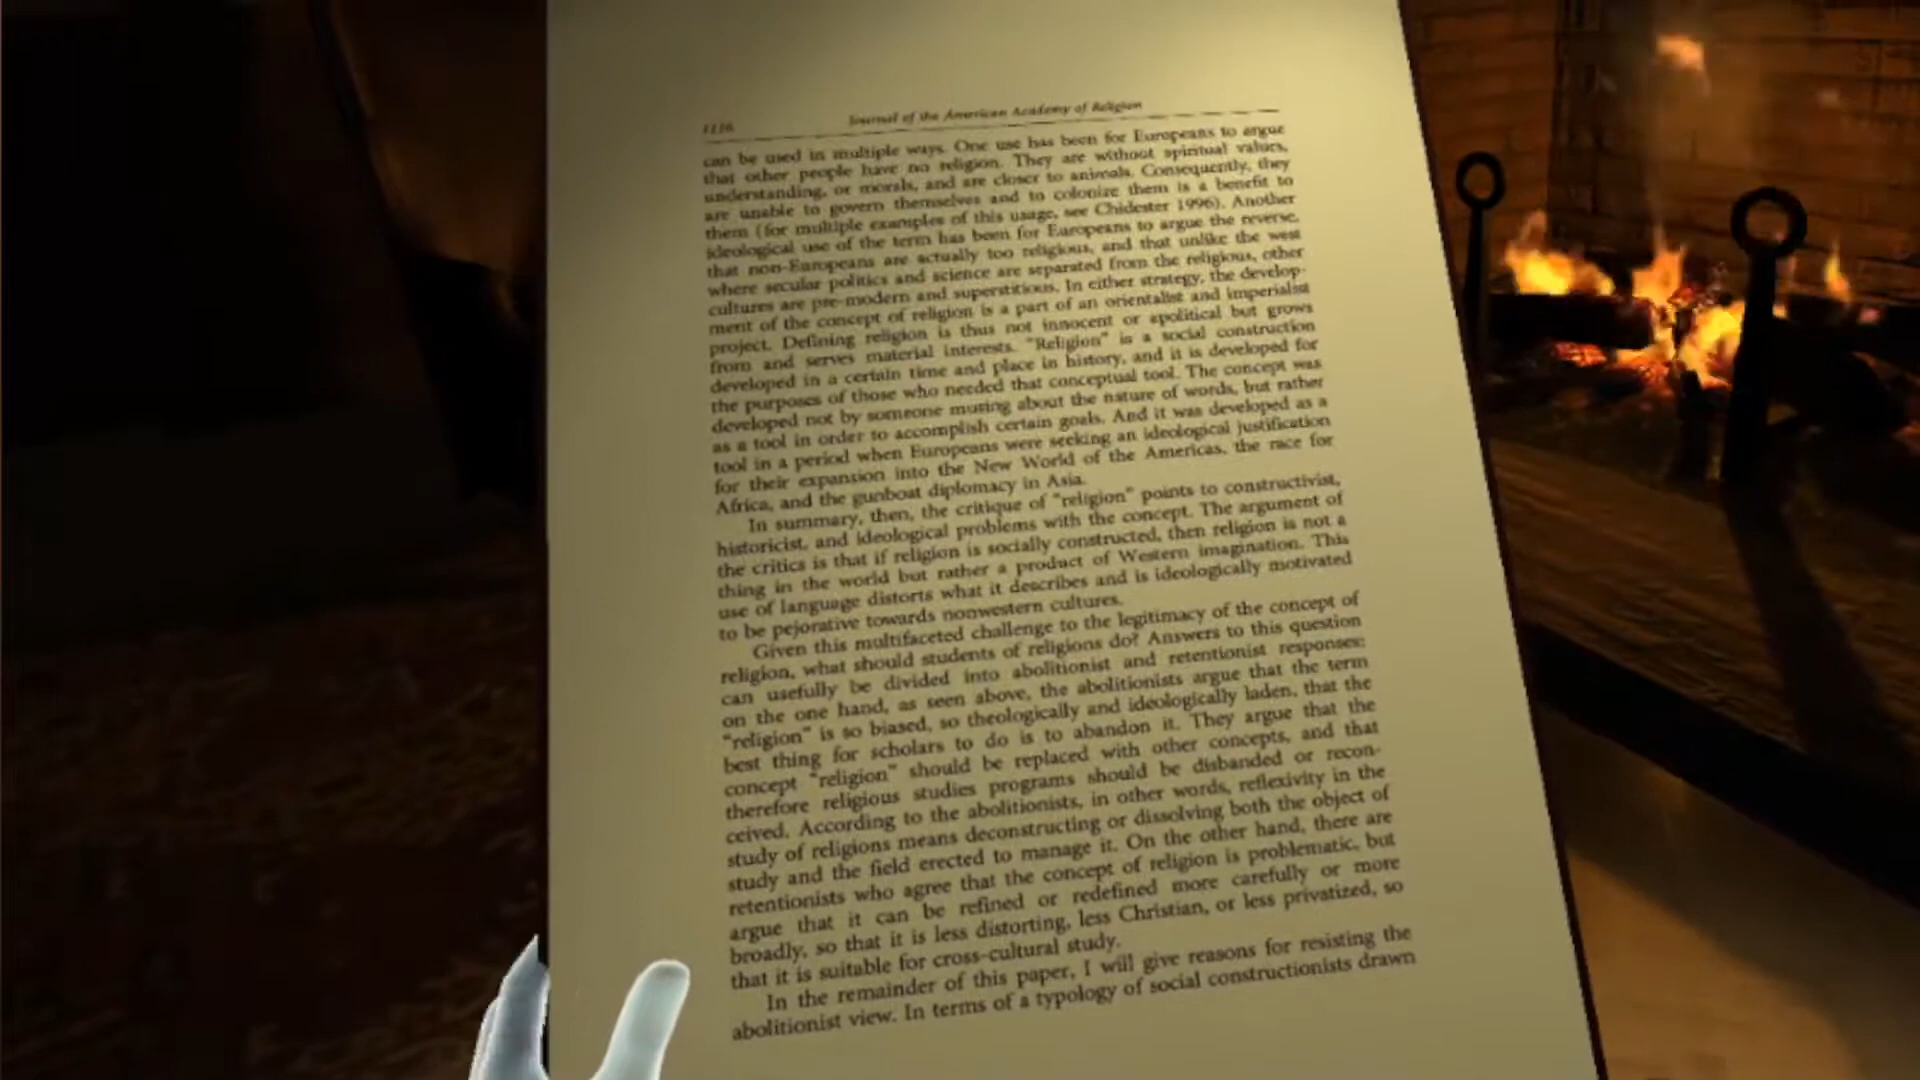 1116
Journal of the American Academy of Religion
can be used in multiple ways. One use has been for Europeans to argue
that other people have no religion. They are without spiritual values,
understanding, or morals, and are closer to animals. Consequently, they
are unable to govern themselves and to colonize them is a benefit to
them (for multiple examples of this usage, see Chidester 1996). Another
ideological use of the term has been for Europeans to argue the reverse,
that non-Europeans are actually too religious, and that unlike the west
where secular politics and science are separated from the religious, other
cultures are pre-modern and superstitious. In either strategy, the develop-
ment of the concept of religion is a part of an orientalist and imperialist
project. Defining religion is thus not innocent or apolitical but grows
from and serves material interests. "Religion" is a social construction
developed in a certain time and place in history, and it is developed for
the purposes of those who needed that conceptual tool. The concept was
developed not by someone musing about the nature of words, but rather
as a tool in order to accomplish certain goals. And it was developed as a
tool in a period when Europeans were seeking an ideological justification
for their expansion into the New World of the Americas, the race for
Africa, and the gunboat diplomacy in Asia.
In summary, then, the critique of "religion" points to constructivist,
historicist, and ideological problems with the concept. The argument of
the critics is that if religion is socially constructed, then religion is not a
thing in the world but rather a product of Western imagination. This
use of language distorts what it describes and is ideologically motivated
to be pejorative towards nonwestern cultures.
Given this multifaceted challenge to the legitimacy of the concept of
religion, what should students of religions do? Answers to this question
can usefully be divided into abolitionist and retentionist responses:
on the one hand, as seen above, the abolitionists argue that the term
"religion" is so biased, so theologically and ideologically laden, that the
best thing for scholars to do is to abandon it. They argue that the
concept "religion" should be replaced with other concepts, and that
therefore religious studies programs should be disbanded or recon-
ceived. According to the abolitionists, in other words, reflexivity in the
study of religions means deconstructing or dissolving both the object of
study and the field erected to manage it. On the other hand, there are
retentionists who agree that the concept of religion is problematic, but
argue that it can be refined or redefined more carefully or more
broadly, so that it is less distorting, less Christian, or less privatized, so
that it is suitable for cross-cultural study.
In the remainder of this paper, I will give reasons for resisting the
abolitionist view. In terms of a typology of social constructionists drawn